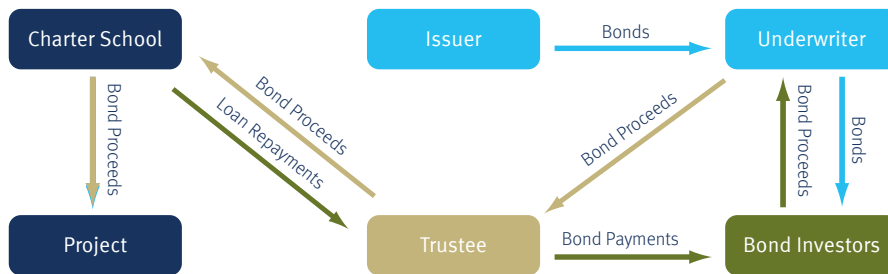 Charter School
Issuer
Bonds
Underwriter
Bond Proceeds
Loan Repayments
Bond Proceeds
Bond Proceeds
Bond Proceeds
Bonds
Project
Trustee
Bond Payments
Bond Investors